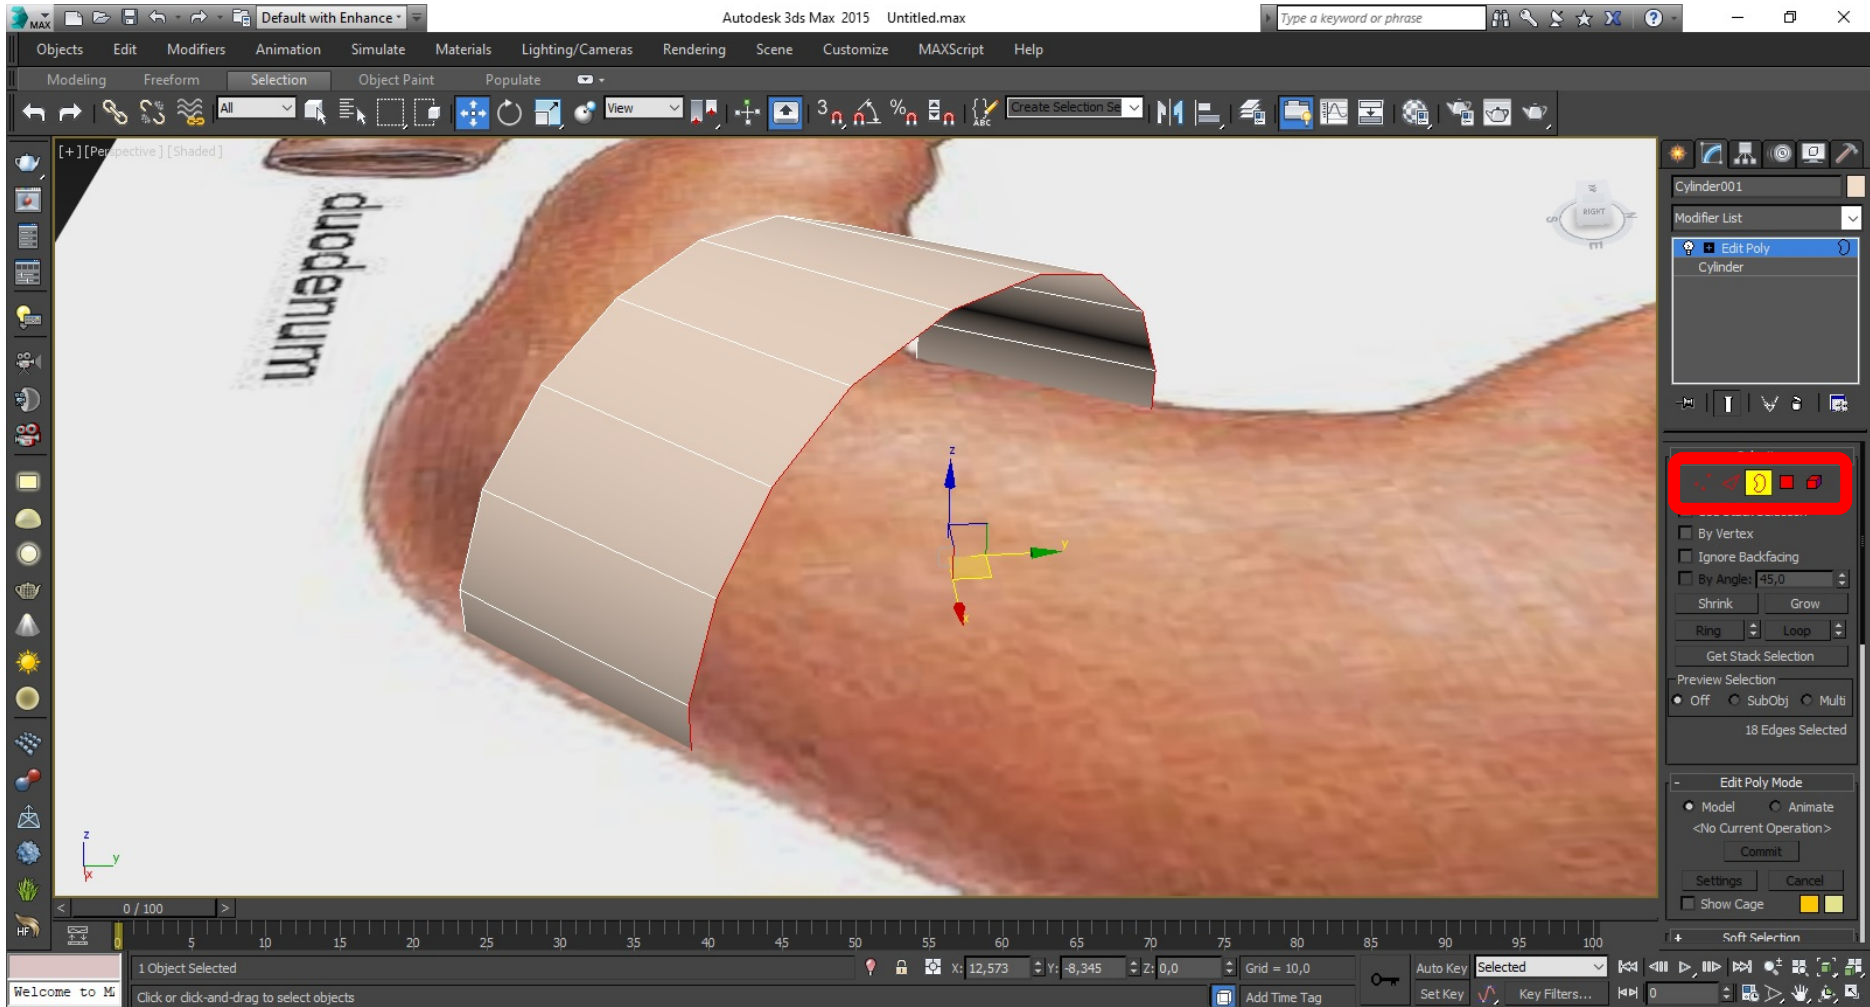 MAX
Default with Enhance
Autodesk 3ds Max 2015 Untitled.max
Type a keyword or phrase
Objects Edit Modifiers Animation Simulate Materials Lighting/Cameras Rendering Scene Customize MAXScript Help
Modeling Freeform Selection Object Paint Populate
All View 3 % ABC Create Selection Se
[+][Perspective][Shaded]
duodenum
RIGHT
Cylinder001
Modifier List
Edit Poly
Cylinder
By Vertex
Ignore Backfacing
By Angle: 45,0
Shrink Grow
Ring Loop
Get Stack Selection
Preview Selection
Off SubObj Multi
18 Edges Selected
- Edit Poly Mode
Model Animate
<No Current Operation>
Commit
Settings Cancel
Show Cage
+ Soft Selection
z
y
x
z
y
x
HF
< 0 / 100 >
0 5 10 15 20 25 30 35 40 45 50 55 60 65 70 75 80 85 90 95 100
1 Object Selected X: 12,573 Y: -8,345 Z: 0,0 Grid = 10,0 Auto Key Selected
Welcome to M Click or click-and-drag to select objects Add Time Tag Set Key Key Filters... 0